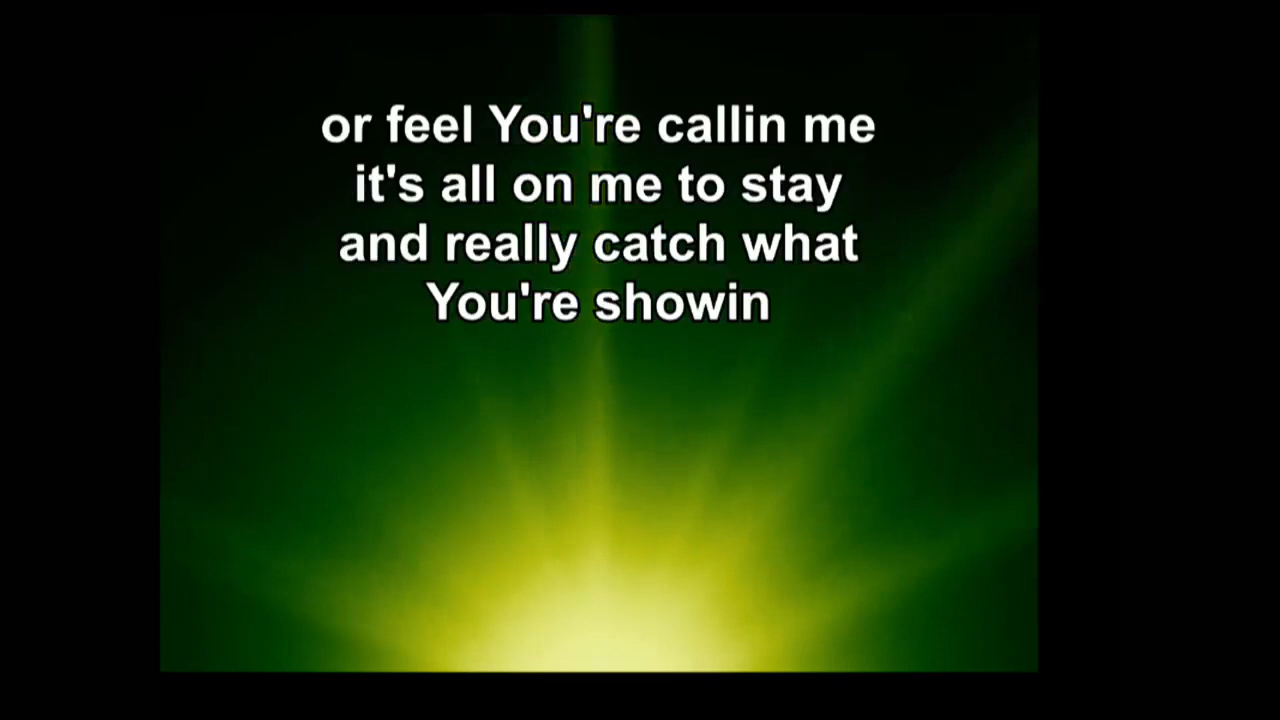 or feel You're callin me
it's all on me to stay
and really catch what
You're showin